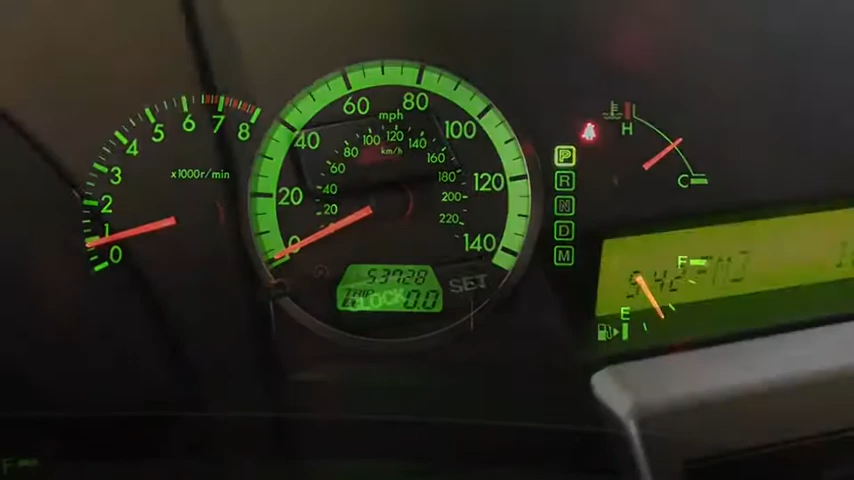 0 1 2 3 4 5 6 7 8
x1000r/min
0 20 40 60 80 100 120 140
mph
20 40 60 80 100 120 140 160 180 200 220
km/h
53728
TRIP
0.0
CLOCK
SET
P
R
N
D
M
H
C
F
E